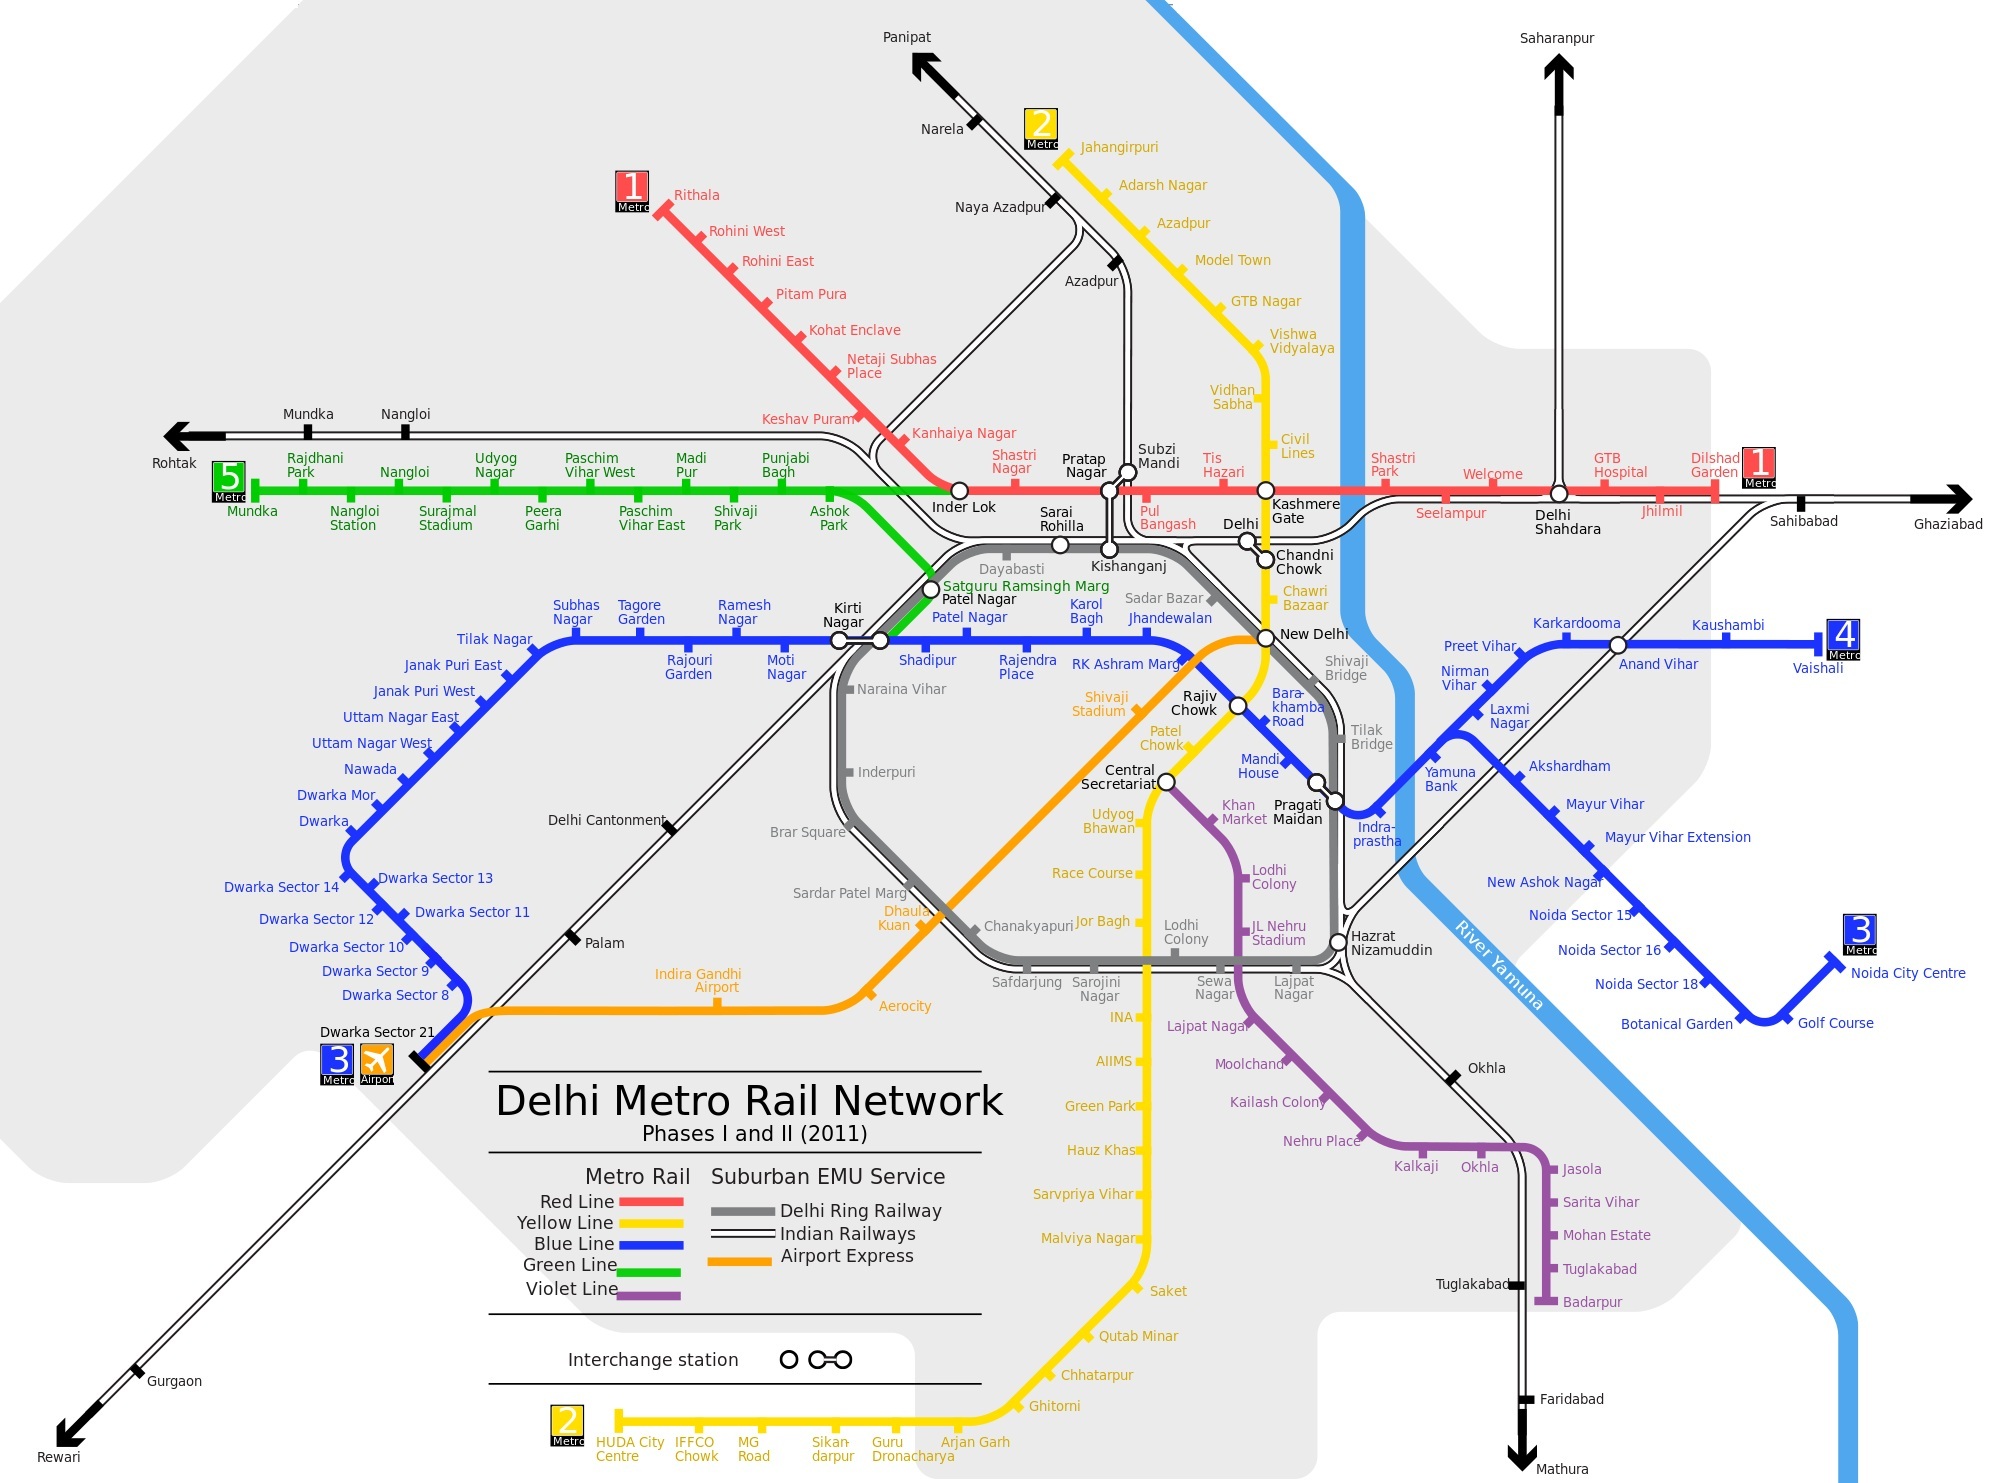 Panipat
Saharanpur
Narela
2
Metro
Jahangirpuri
Adarsh Nagar
Naya Azadpur
Azadpur
Model Town
Azadpur
GTB Nagar
Vishwa
Vidyalaya
Vidhan
Sabha
Civil
Lines
1
Metro
Rithala
Rohini West
Rohini East
Pitam Pura
Kohat Enclave
Netaji Subhas
Place
Keshav Puram
Kanhaiya Nagar
Mundka
Nangloi
Rohtak
5
Metro
Mundka
Rajdhani
Park
Nangloi
Station
Nangloi
Surajmal
Stadium
Udyog
Nagar
Peera
Garhi
Paschim
Vihar West
Paschim
Vihar East
Madi
Pur
Shivaji
Park
Punjabi
Bagh
Ashok
Park
Inder Lok
Shastri
Nagar
Pratap
Nagar
Subzi
Mandi
Pul
Bangash
Tis
Hazari
Kashmere
Gate
Shastri
Park
Seelampur
Welcome
Delhi
Shahdara
GTB
Hospital
Jhilmil
Dilshad
Garden
1
Metro
Sahibabad
Ghaziabad
Sarai
Rohilla
Delhi
Chandni
Chowk
Kishanganj
Dayabasti
Satguru Ramsingh Marg
Patel Nagar
Sadar Bazar
Chawri
Bazaar
New Delhi
Shivaji
Bridge
Tilak
Bridge
Subhas
Nagar
Tagore
Garden
Ramesh
Nagar
Kirti
Nagar
Patel Nagar
Karol
Bagh
Jhandewalan
Tilak Nagar
Rajouri
Garden
Moti
Nagar
Shadipur
Rajendra
Place
RK Ashram Marg
Janak Puri East
Janak Puri West
Uttam Nagar East
Uttam Nagar West
Nawada
Dwarka Mor
Dwarka
Dwarka Sector 14
Dwarka Sector 13
Dwarka Sector 12
Dwarka Sector 11
Dwarka Sector 10
Dwarka Sector 9
Dwarka Sector 8
Dwarka Sector 21
3
Metro
Airport
Naraina Vihar
Inderpuri
Brar Square
Sardar Patel Marg
Chanakyapuri
Delhi Cantonment
Palam
Indira Gandhi
Airport
Aerocity
Dhaula
Kuan
Shivaji
Stadium
Rajiv
Chowk
Bara-
khamba
Road
Patel
Chowk
Mandi
House
Central
Secretariat
Pragati
Maidan
Indra-
prastha
Yamuna
Bank
Laxmi
Nagar
Nirman
Vihar
Preet Vihar
Karkardooma
Anand Vihar
Kaushambi
Vaishali
4
Metro
Akshardham
Mayur Vihar
Mayur Vihar Extension
New Ashok Nagar
Noida Sector 15
Noida Sector 16
Noida Sector 18
Botanical Garden
Golf Course
Noida City Centre
3
Metro
River Yamuna
Udyog
Bhawan
Race Course
Jor Bagh
INA
AIIMS
Green Park
Hauz Khas
Sarvpriya Vihar
Malviya Nagar
Saket
Qutab Minar
Chhatarpur
Ghitorni
Arjan Garh
Guru
Dronacharya
Sikan-
darpur
MG
Road
IFFCO
Chowk
HUDA City
Centre
2
Metro
Khan
Market
Lodhi
Colony
JL Nehru
Stadium
Lodhi
Colony
Safdarjung
Sarojini
Nagar
Sewa
Nagar
Lajpat
Nagar
Hazrat
Nizamuddin
Lajpat Nagar
Moolchand
Kailash Colony
Nehru Place
Kalkaji
Okhla
Okhla
Jasola
Sarita Vihar
Mohan Estate
Tuglakabad
Badarpur
Tuglakabad
Faridabad
Mathura
Gurgaon
Rewari
Delhi Metro Rail Network
Phases I and II (2011)
Metro Rail
Suburban EMU Service
Red Line
Yellow Line
Blue Line
Green Line
Violet Line
Delhi Ring Railway
Indian Railways
Airport Express
Interchange station